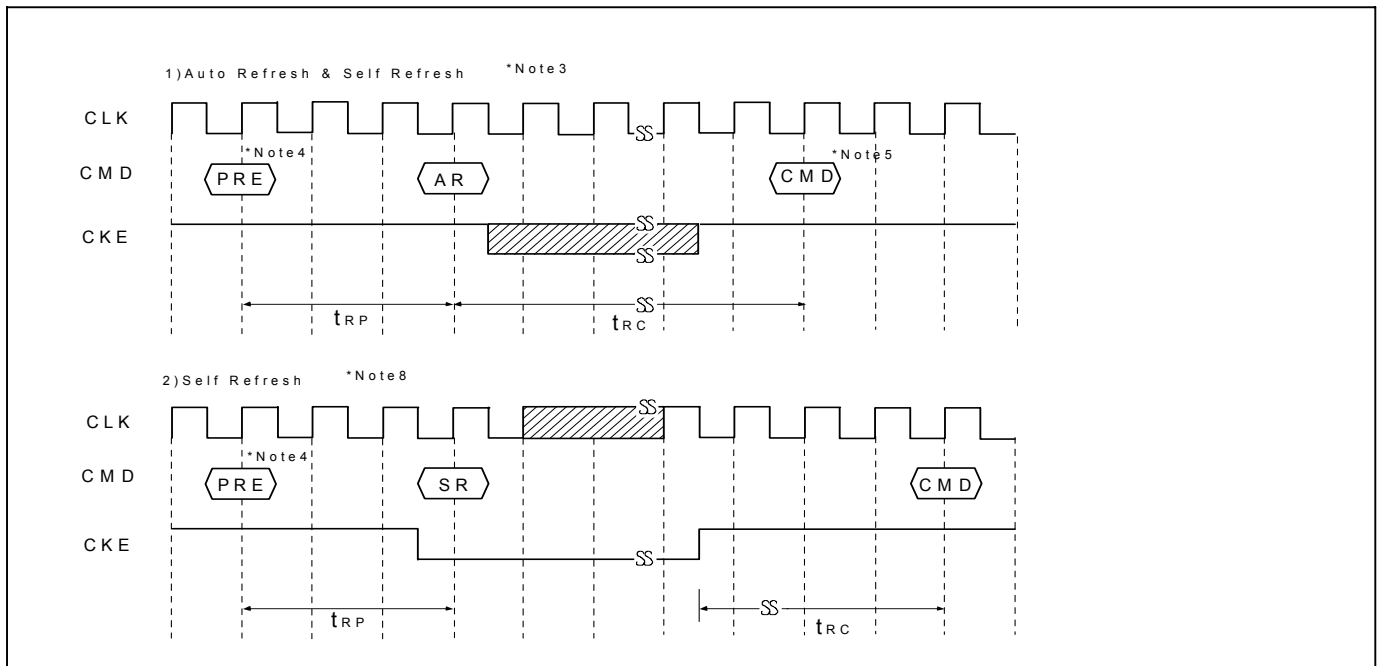 1)Auto Refresh & Self Refresh *Note3
CLK
*Note4 *Note5
CMD PRE AR CMD
CKE
tRP tRC
2)Self Refresh *Note8
CLK
*Note4
CMD PRE SR CMD
CKE
tRP tRC